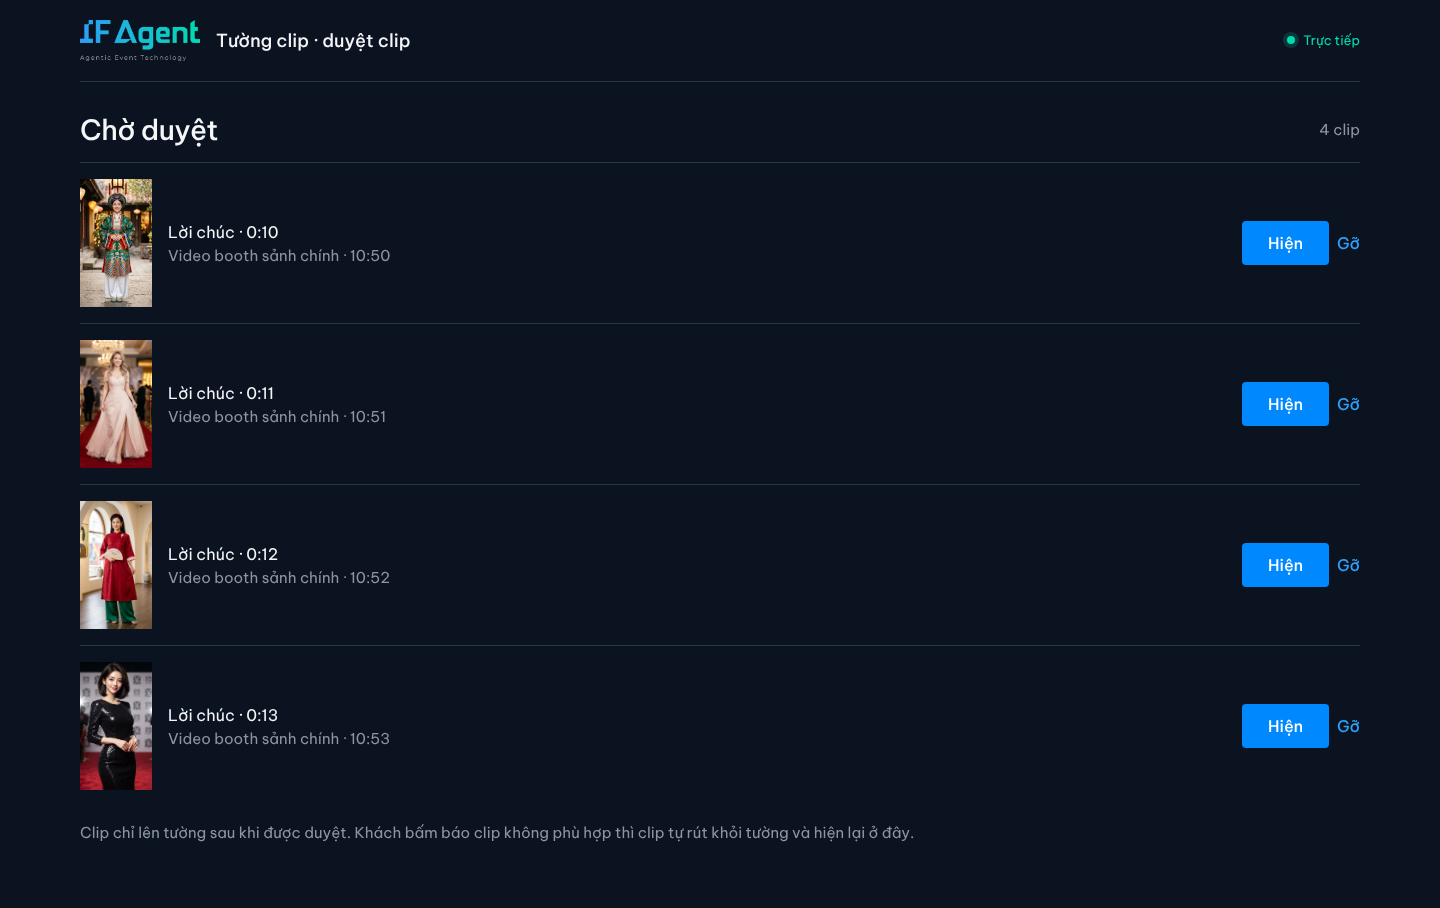 IF Agent
Agentic Event Technology
Tường clip · duyệt clip
Trực tiếp
Chờ duyệt
4 clip
Lời chúc · 0:10
Video booth sảnh chính · 10:50
Hiện
Gỡ
Lời chúc · 0:11
Video booth sảnh chính · 10:51
Hiện
Gỡ
Lời chúc · 0:12
Video booth sảnh chính · 10:52
Hiện
Gỡ
Lời chúc · 0:13
Video booth sảnh chính · 10:53
Hiện
Gỡ
Clip chỉ lên tường sau khi được duyệt. Khách bấm báo clip không phù hợp thì clip tự rút khỏi tường và hiện lại ở đây.